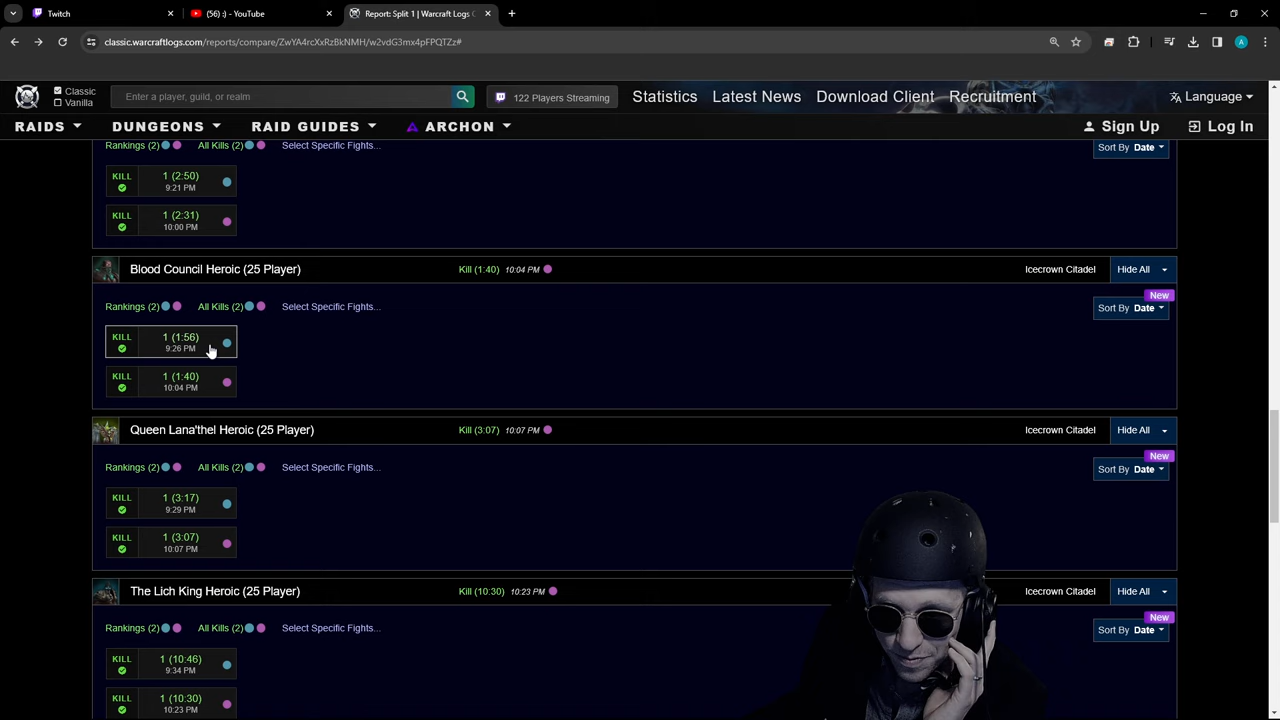 Twitch
(56) :) - YouTube
Report: Split 1 | Warcraft Logs C
classic.warcraftlogs.com/reports/compare/ZwYA4rcXxRzBkNMH/w2vdG3mx4pFPQTZz#
A
Classic
Vanilla
Enter a player, guild, or realm
122 Players Streaming
Statistics
Latest News
Download Client
Recruitment
Language
RAIDS
DUNGEONS
RAID GUIDES
ARCHON
Sign Up
Log In
Rankings (2)
All Kills (2)
Select Specific Fights...
Sort By Date
KILL
1 (2:50)
9:21 PM
KILL
1 (2:31)
10:00 PM
Blood Council Heroic (25 Player)
Kill (1:40) 10:04 PM
Icecrown Citadel
Hide All
New
Rankings (2)
All Kills (2)
Select Specific Fights...
Sort By Date
KILL
1 (1:56)
9:26 PM
KILL
1 (1:40)
10:04 PM
Queen Lana'thel Heroic (25 Player)
Kill (3:07) 10:07 PM
Icecrown Citadel
Hide All
New
Rankings (2)
All Kills (2)
Select Specific Fights...
Sort By Date
KILL
1 (3:17)
9:29 PM
KILL
1 (3:07)
10:07 PM
The Lich King Heroic (25 Player)
Kill (10:30) 10:23 PM
Icecrown Citadel
Hide All
New
Rankings (2)
All Kills (2)
Select Specific Fights...
Sort By Date
KILL
1 (10:46)
9:34 PM
KILL
1 (10:30)
10:23 PM